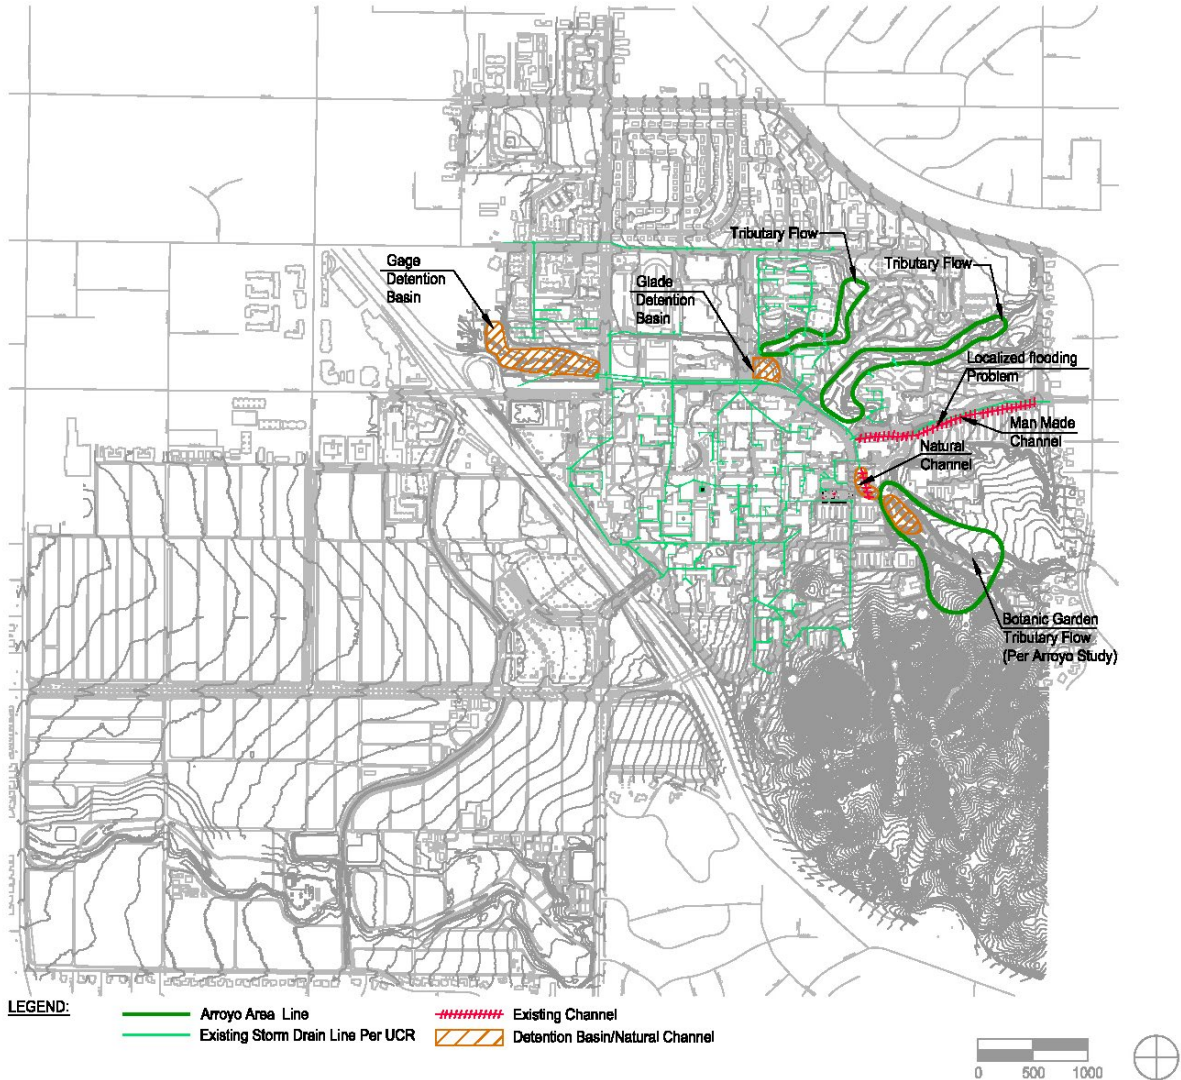 Tributary Flow
Gage
Detention
Basin
Tributary Flow
Glade
Detention
Basin
Localized flooding
Problem
Man Made
Channel
Natural
Channel
Botanic Garden
Tributary Flow
(Per Arroyo Study)
LEGEND:
Arroyo Area Line
Existing Channel
Existing Storm Drain Line Per UCR
Detention Basin/Natural Channel
0 500 1000